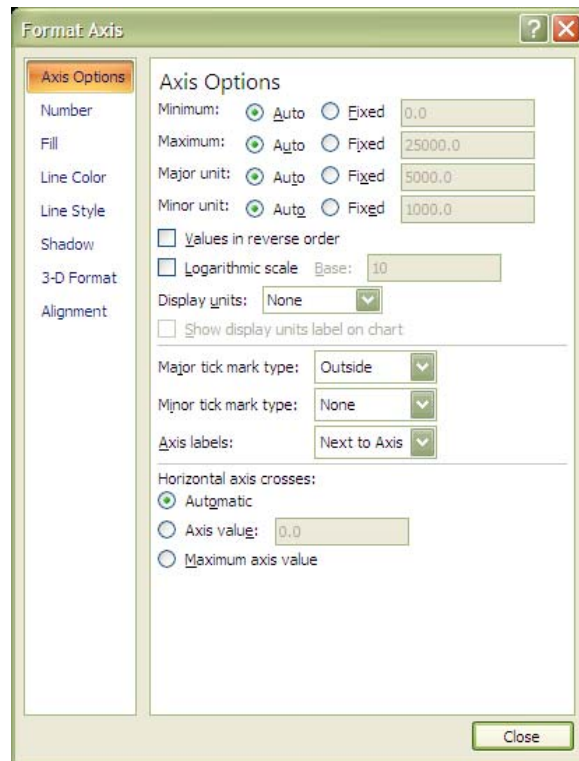 Format Axis
Axis Options
Number
Fill
Line Color
Line Style
Shadow
3-D Format
Alignment
Axis Options
Minimum: Auto Fixed 0.0
Maximum: Auto Fixed 25000.0
Major unit: Auto Fixed 5000.0
Minor unit: Auto Fixed 1000.0
Values in reverse order
Logarithmic scale Base: 10
Display units: None
Show display units label on chart
Major tick mark type: Outside
Minor tick mark type: None
Axis labels: Next to Axis
Horizontal axis crosses:
Automatic
Axis value: 0.0
Maximum axis value
Close